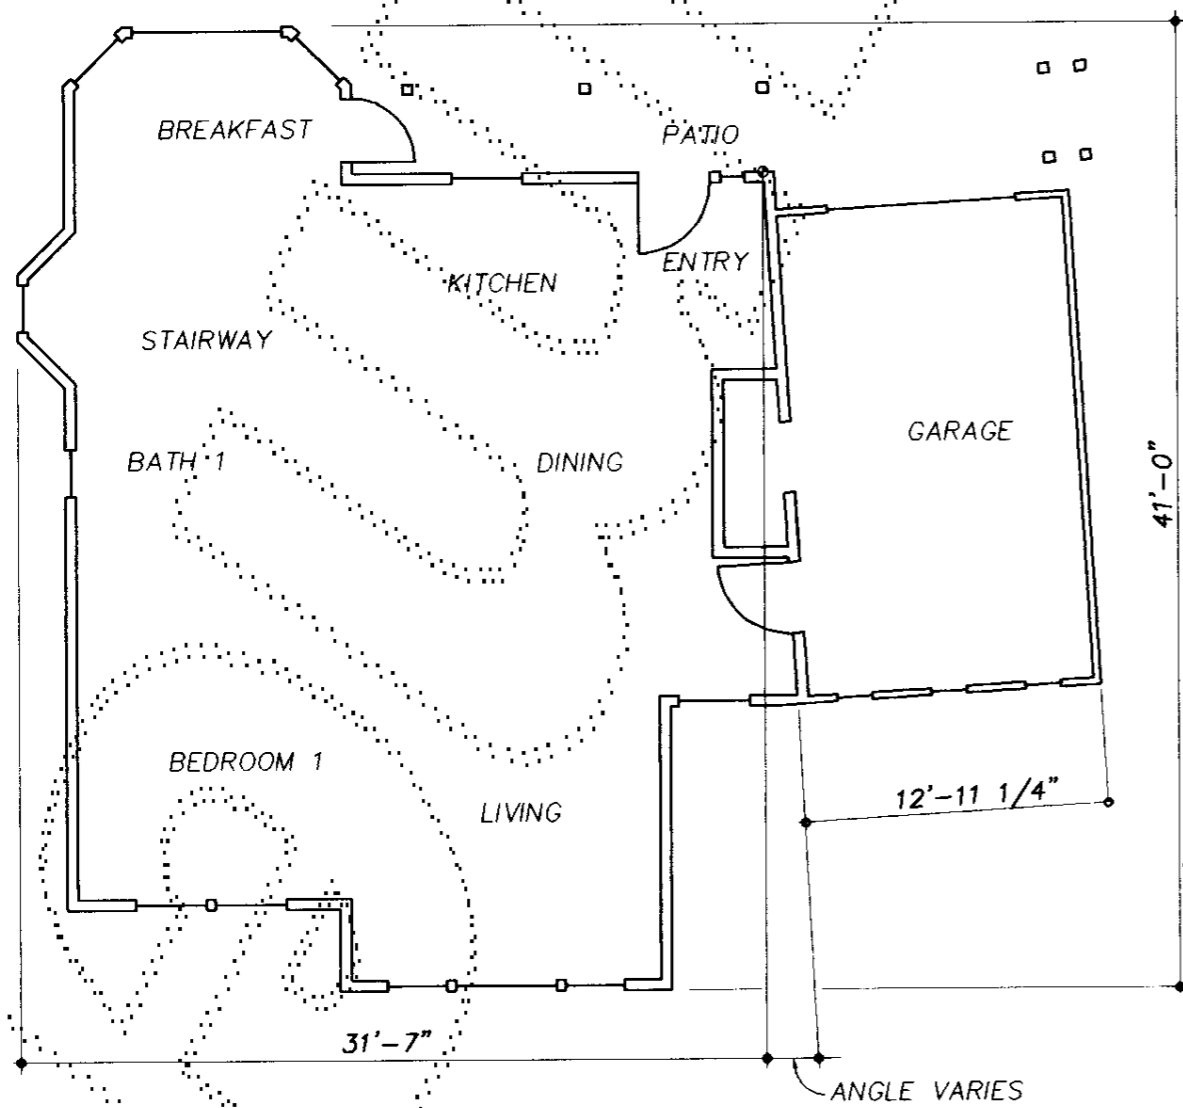 BREAKFAST
PATIO
ENTRY
KITCHEN
STAIRWAY
GARAGE
BATH 1
DINING
41'-0"
BEDROOM 1
12'-11 1/4"
LIVING
31'-7"
ANGLE VARIES